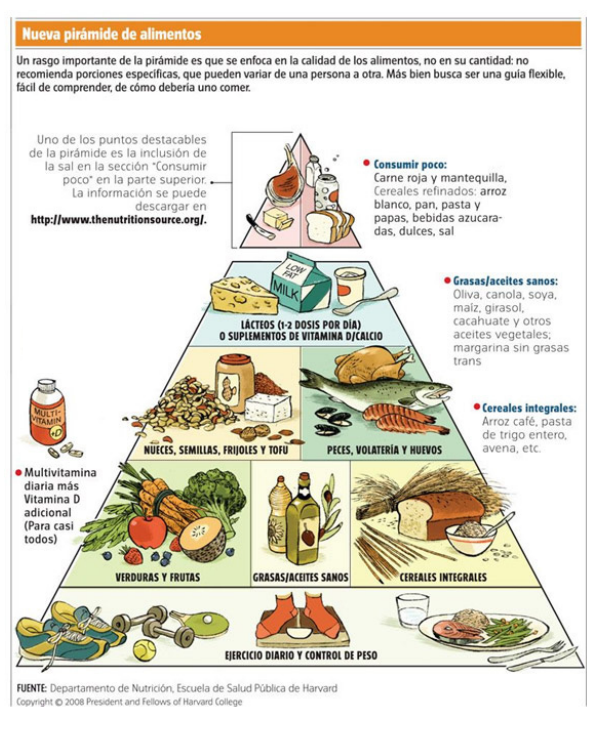 Nueva pirámide de alimentos
Un rasgo importante de la pirámide es que se enfoca en la calidad de los alimentos, no en su cantidad: no
recomienda porciones específicas, que pueden variar de una persona a otra. Más bien busca ser una guía flexible,
fácil de comprender, de cómo debería uno comer.
Uno de los puntos destacables
de la pirámide es la inclusión de
la sal en la sección "Consumir
poco" en la parte superior.
La información se puede
descargar en
http://www.thenutritionsource.org/.
Consumir poco:
Carne roja y mantequilla,
Cereales refinados: arroz
blanco, pan, pasta y
papas, bebidas azucara-
das, dulces, sal
LOW
FAT
MILK
LÁCTEOS (1-2 DOSIS POR DÍA)
O SUPLEMENTOS DE VITAMINA D/CALCIO
Grasas/aceites sanos:
Oliva, canola, soya,
maíz, girasol,
cacahuate y otros
aceites vegetales;
margarina sin grasas
trans
NUECES, SEMILLAS, FRIJOLES Y TOFU
PECES, VOLATERÍA Y HUEVOS
Cereales integrales:
Arroz café, pasta
de trigo entero,
avena, etc.
MULTI-
VITAMIN
+D
Multivitamina
diaria más
Vitamina D
adicional
(Para casi
todos)
VERDURAS Y FRUTAS
GRASAS/ACEITES SANOS
CEREALES INTEGRALES
EJERCICIO DIARIO Y CONTROL DE PESO
FUENTE: Departamento de Nutrición, Escuela de Salud Pública de Harvard
Copyright © 2008 President and Fellows of Harvard College